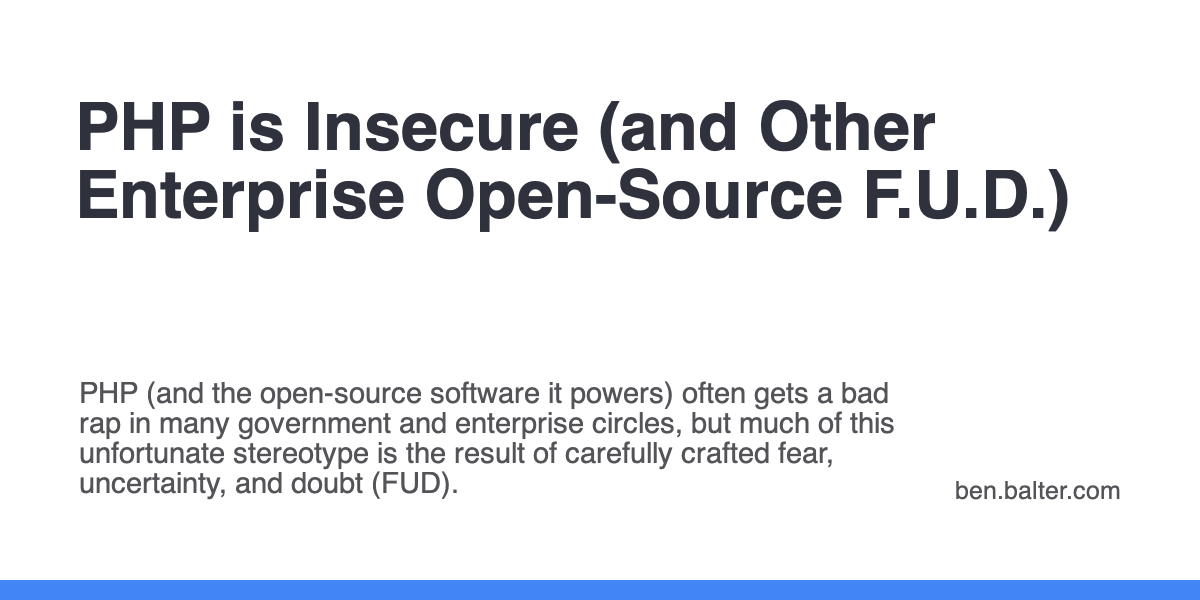 PHP is Insecure (and Other
Enterprise Open-Source F.U.D.)
PHP (and the open-source software it powers) often gets a bad
rap in many government and enterprise circles, but much of this
unfortunate stereotype is the result of carefully crafted fear,
uncertainty, and doubt (FUD).
ben.balter.com